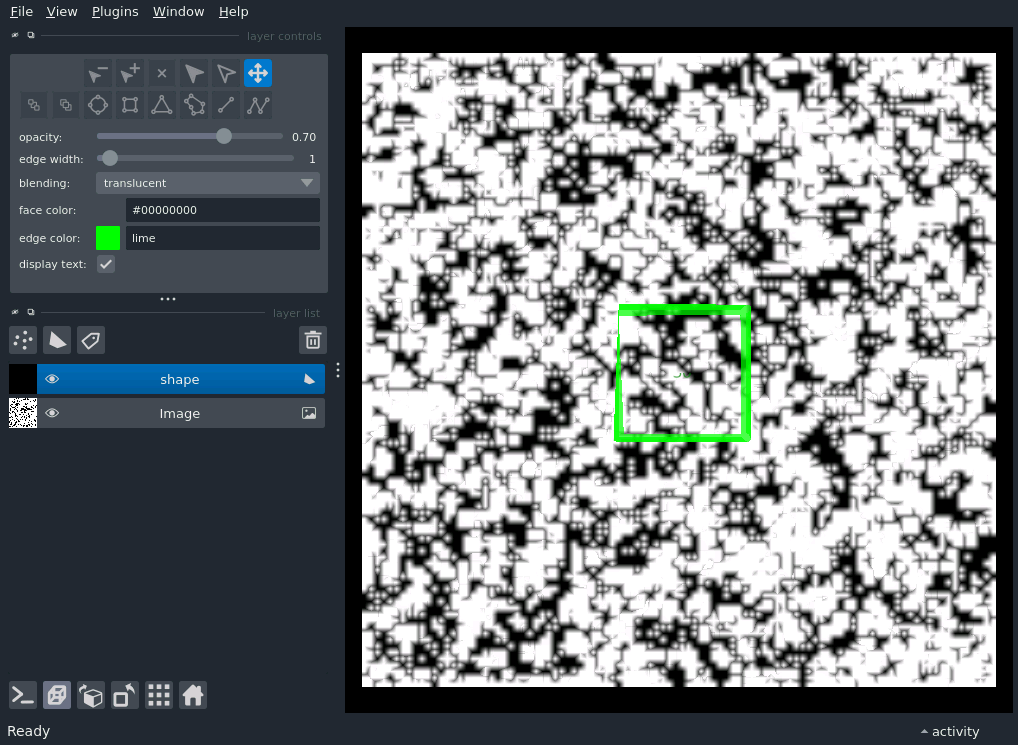 File View Plugins Window Help
layer controls
opacity: 0.70
edge width: 1
blending: translucent
face color: #00000000
edge color: lime
display text:
layer list
shape
Image
Ready
activity